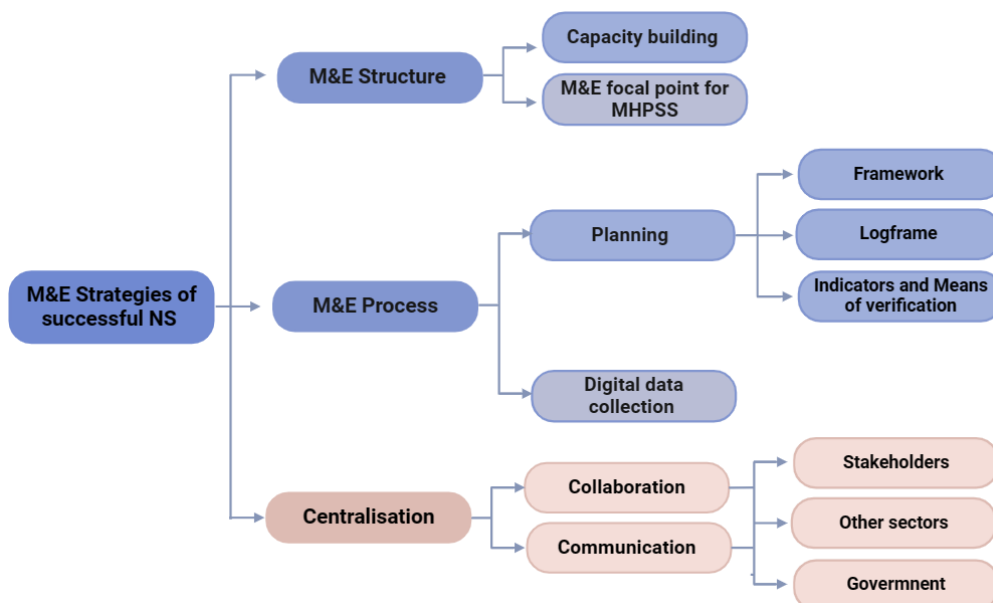 Capacity building
M&E Structure
M&E focal point for
MHPSS
Framework
Planning
Logframe
M&E Strategies of
successful NS
M&E Process
Indicators and Means
of verification
Digital data
collection
Stakeholders
Collaboration
Centralisation
Other sectors
Communication
Govermnent